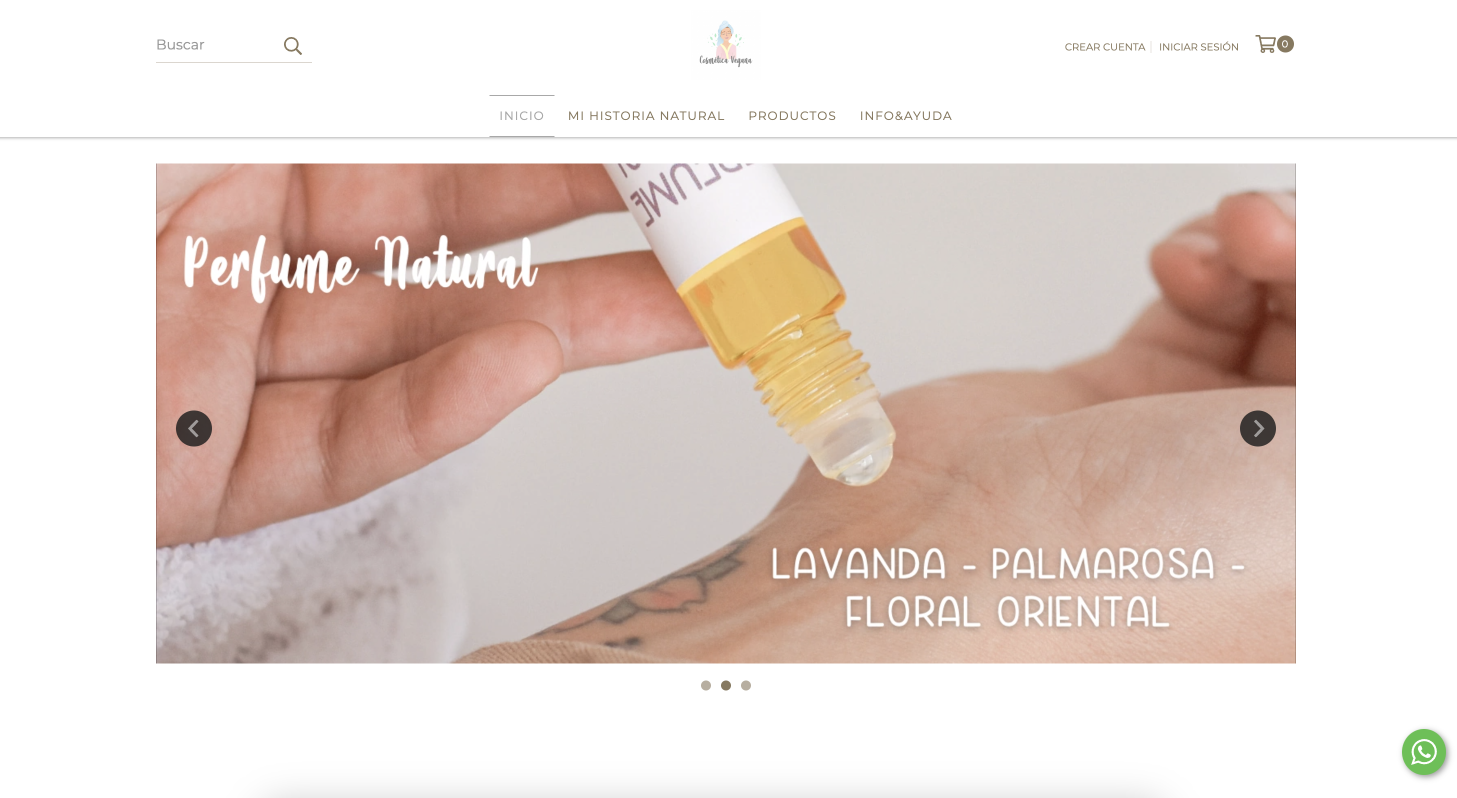 Buscar
Cosmética Vegana
CREAR CUENTA
INICIAR SESIÓN
0
INICIO
MI HISTORIA NATURAL
PRODUCTOS
INFO&AYUDA
Perfume Natural
LAVANDA - PALMAROSA -
FLORAL ORIENTAL